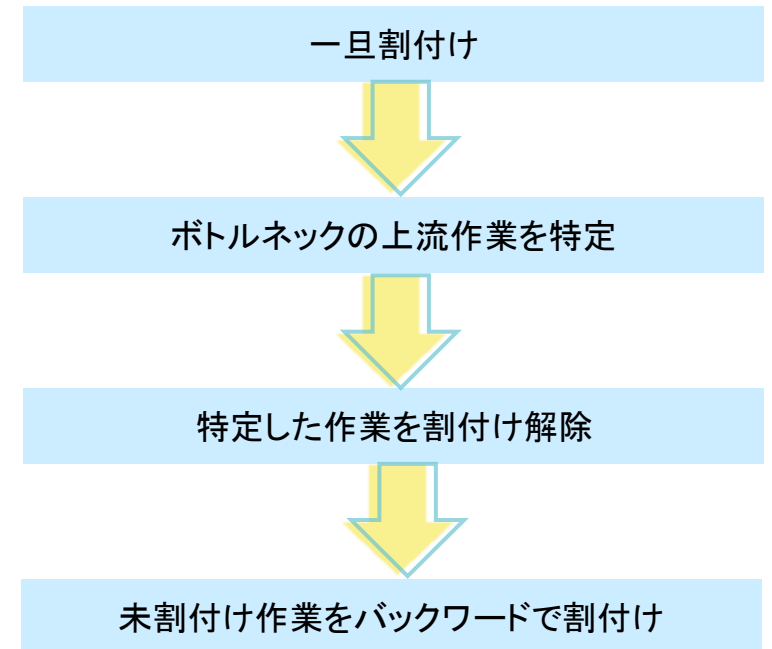 一旦割付け
ボトルネックの上流作業を特定
特定した作業を割付け解除
未割付け作業をバックワードで割付け